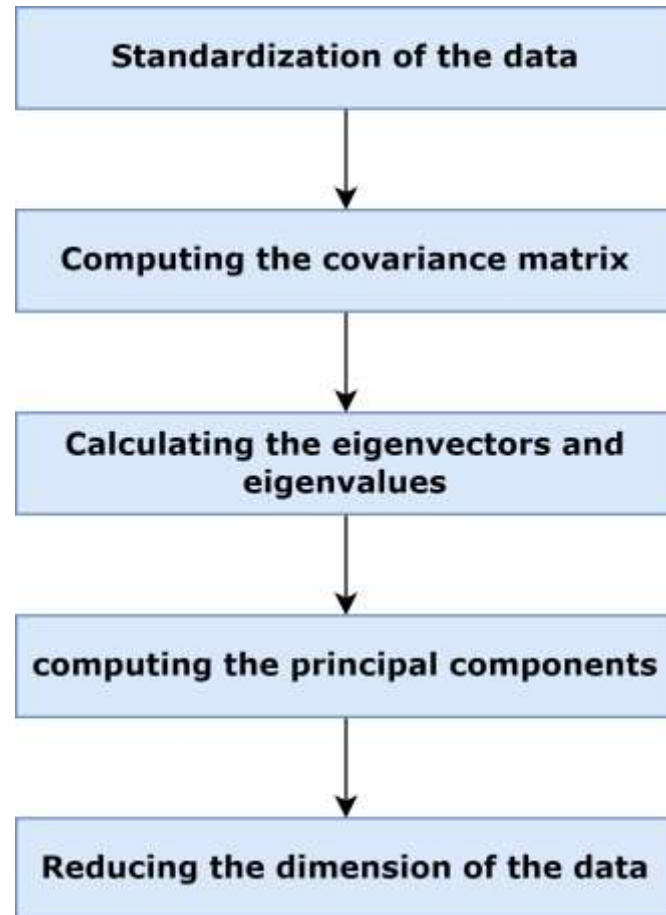 Standardization of the data
Computing the covariance matrix
Calculating the eigenvectors and
eigenvalues
computing the principal components
Reducing the dimension of the data